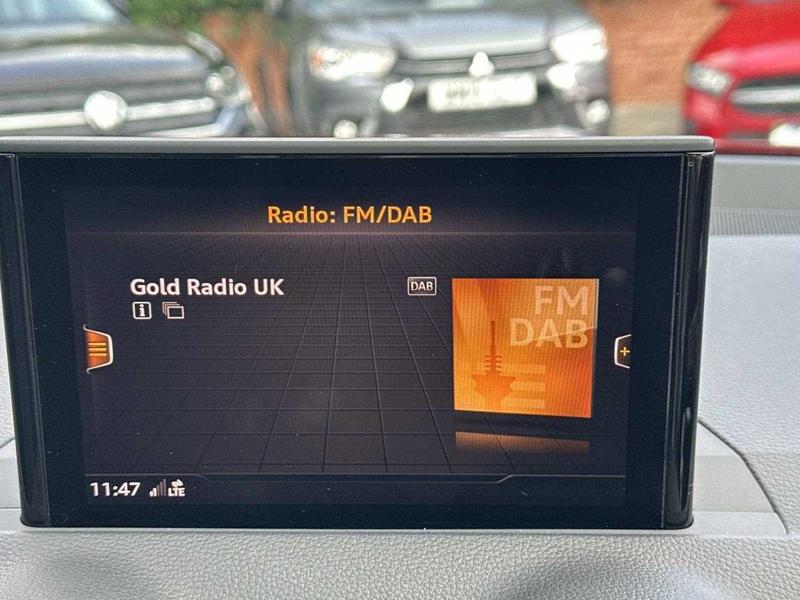 Radio: FM/DAB
Gold Radio UK
DAB
FM
DAB
11:47 LTE